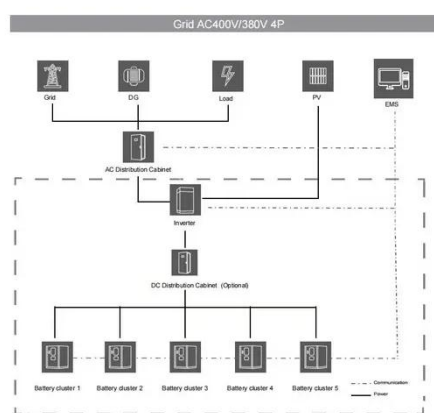 Grid AC400V/380V 4P
Grid
DG
Load
PV
EMS
AC Distribution Cabinet
Inverter
DC Distribution Cabinet (Optional)
Battery cluster 1
Battery cluster 2
Battery cluster 3
Battery cluster 4
Battery cluster 5
Communication
Power